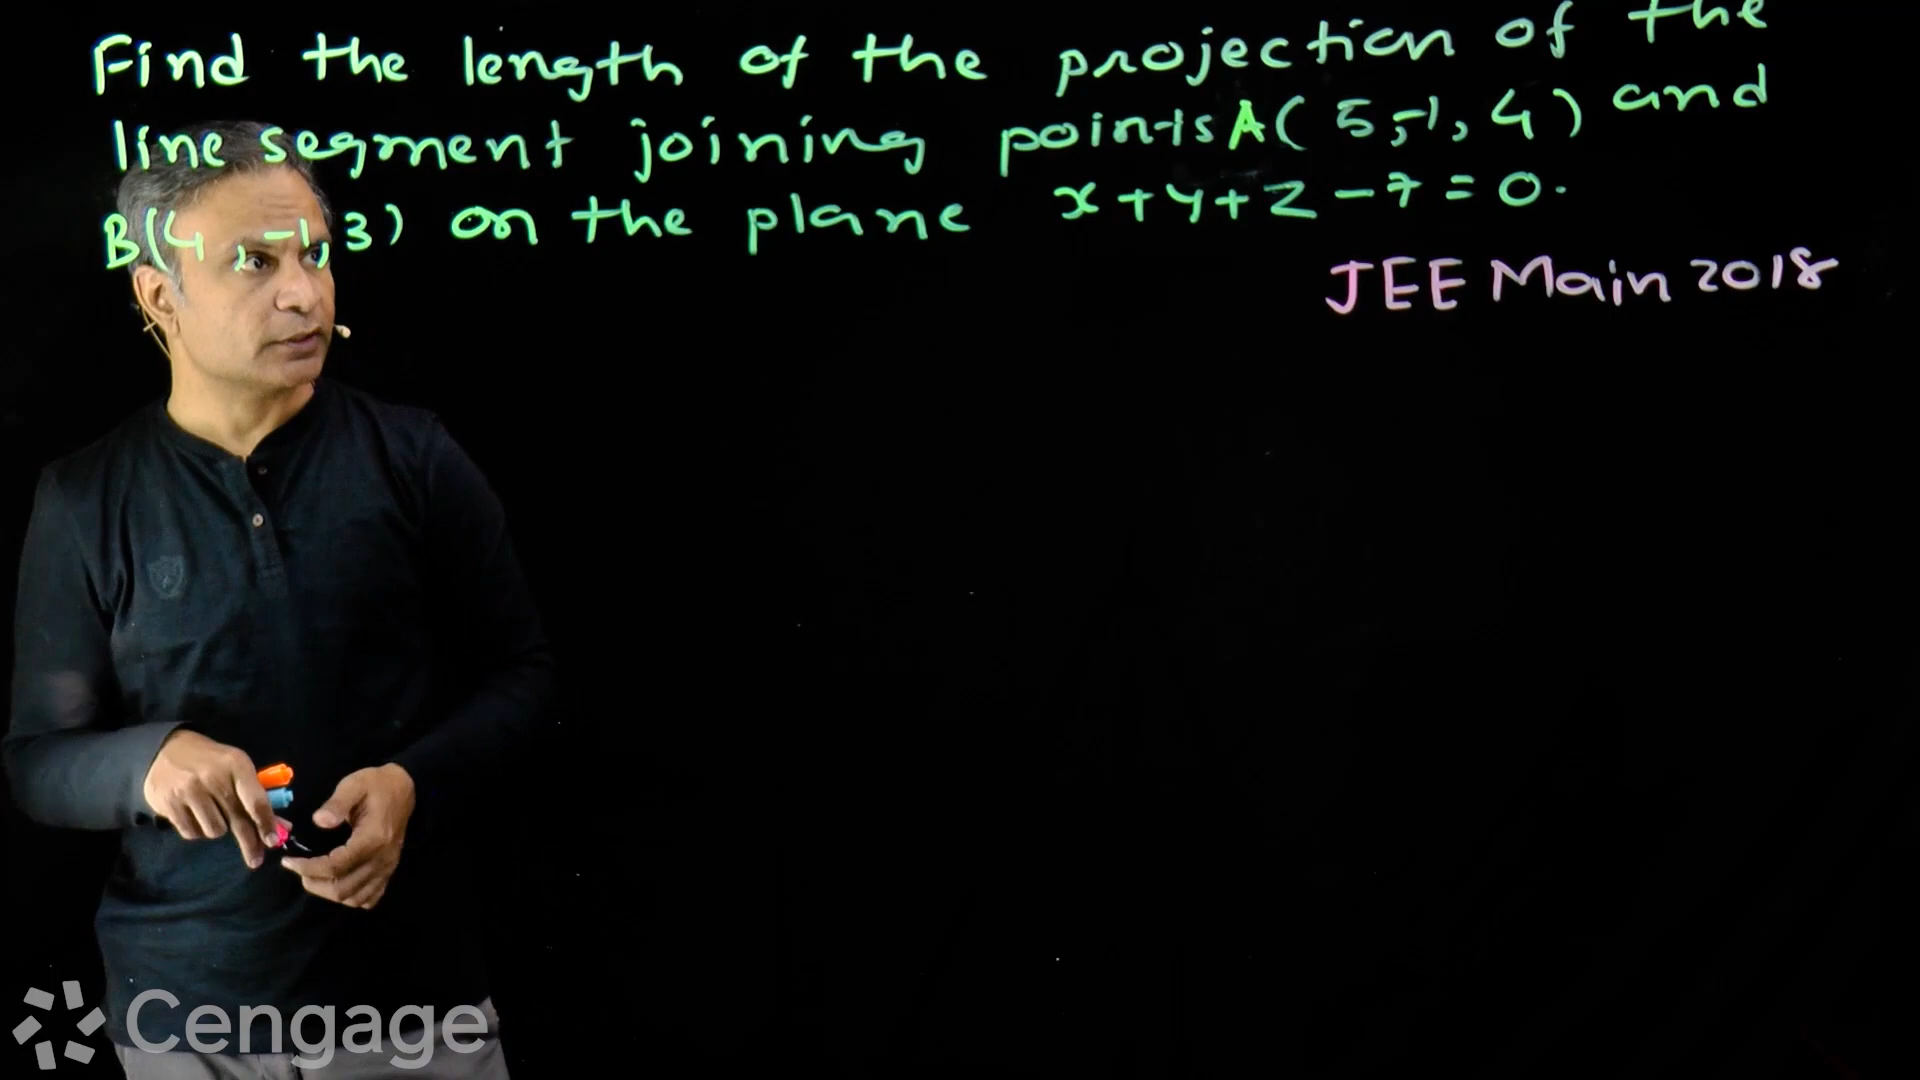 Find the length of the projection of the
line segment joining points A(5,-1,4) and
B(4,-1,3) on the plane x+y+z-7=0.
JEE Main 2018
Cengage